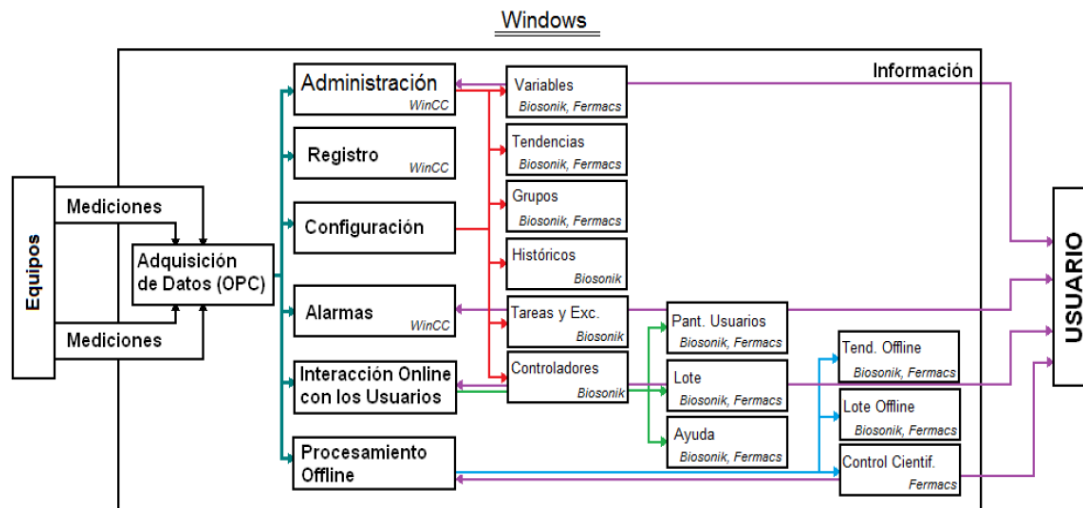 Windows
Información
Equipos
Mediciones
Mediciones
Adquisición
de Datos (OPC)
Administración
WinCC
Registro
WinCC
Configuración
Alarmas
WinCC
Interacción Online
con los Usuarios
Procesamiento
Offline
Variables
Biosonik, Fermacs
Tendencias
Biosonik, Fermacs
Grupos
Biosonik, Fermacs
Históricos
Biosonik
Tareas y Exc.
Controladores
Biosonik
Pant. Usuarios
Biosonik, Fermacs
Lote
Biosonik, Fermacs
Ayuda
Biosonik, Fermacs
Tend. Offline
Biosonik, Fermacs
Lote Offline
Biosonik, Fermacs
Control Cientif.
Fermacs
USUARIO